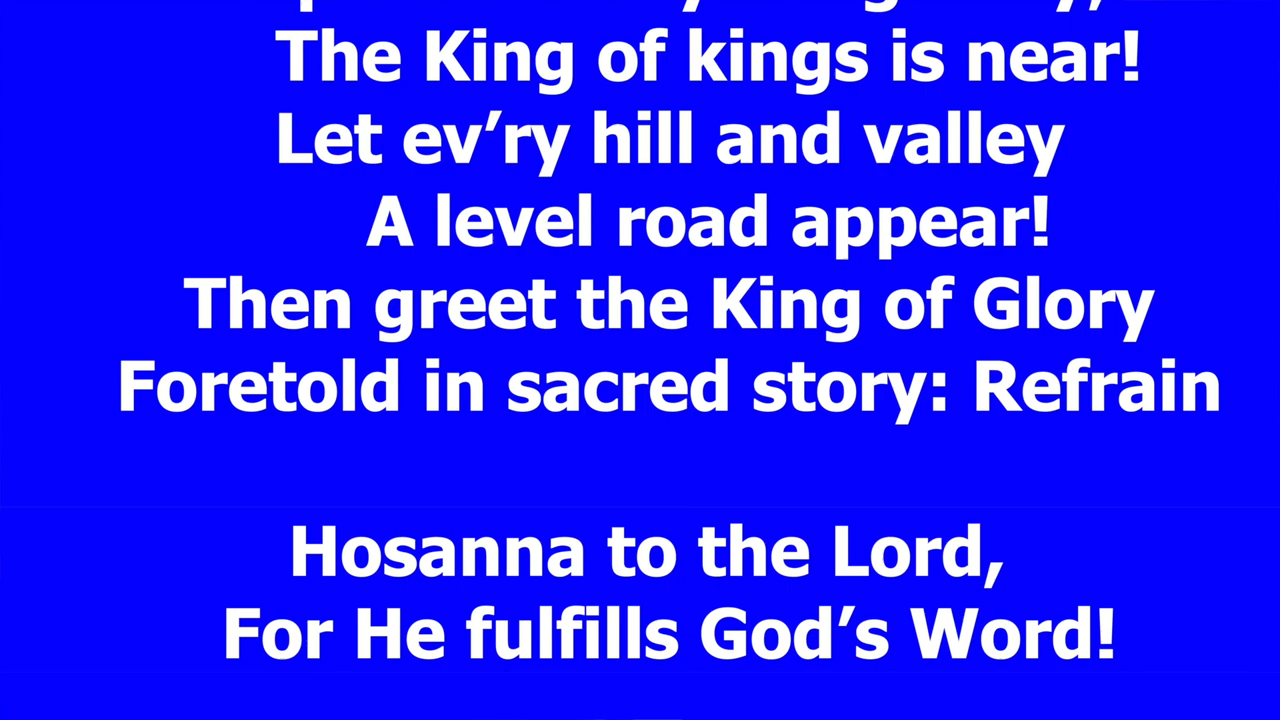 The King of kings is near!
Let ev’ry hill and valley
A level road appear!
Then greet the King of Glory
Foretold in sacred story: Refrain
Hosanna to the Lord,
For He fulfills God’s Word!